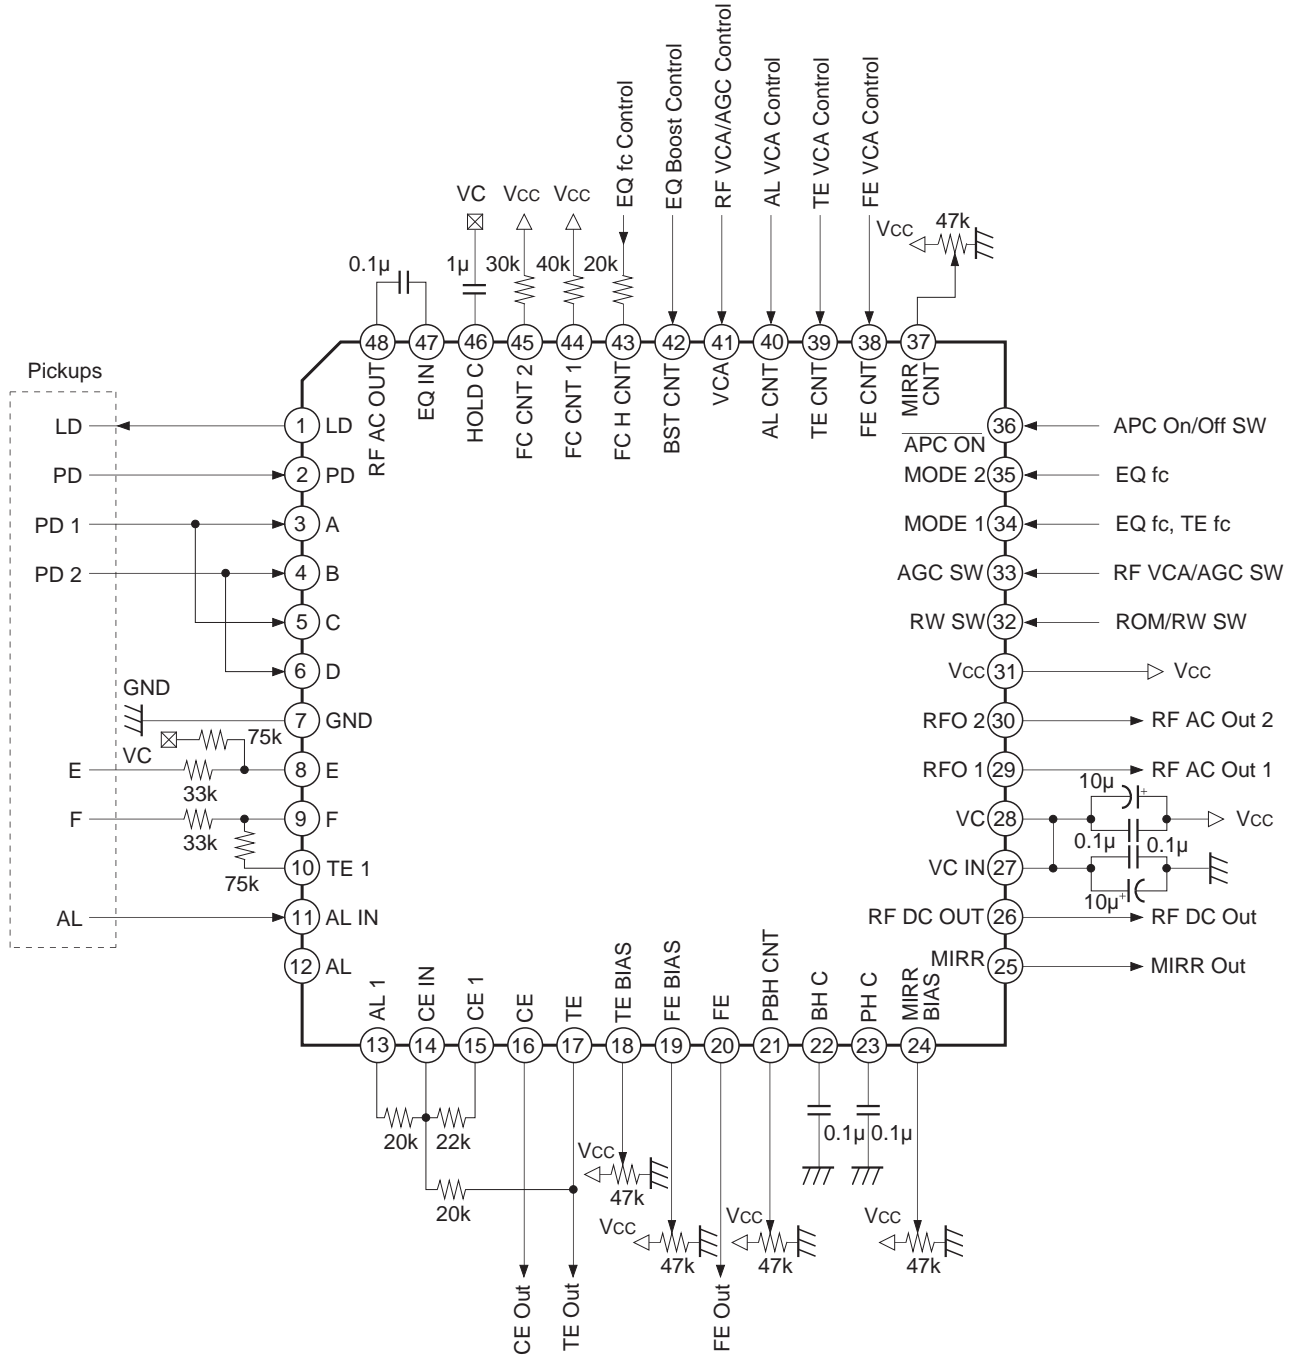 EQ fc Control
EQ Boost Control
RF VCA/AGC Control
AL VCA Control
TE VCA Control
FE VCA Control
VC
VCC
VCC
VCC
47k
0.1µ
1µ
30k
40k
20k
48
47
46
45
44
43
42
41
40
39
38
37
RF AC OUT
EQ IN
HOLD C
FC CNT 2
FC CNT 1
FC H CNT
BST CNT
VCA
AL CNT
TE CNT
FE CNT
MIRR
CNT
Pickups
LD
1
LD
PD
2
PD
PD 1
3
A
PD 2
4
B
5
C
6
D
GND
7
GND
VC
75k
E
33k
8
E
F
33k
9
F
75k
10
TE 1
AL
11
AL IN
12
AL
APC ON
36
APC On/Off SW
MODE 2
35
EQ fc
MODE 1
34
EQ fc, TE fc
AGC SW
33
RF VCA/AGC SW
RW SW
32
ROM/RW SW
VCC
31
VCC
RFO 2
30
RF AC Out 2
RFO 1
29
RF AC Out 1
10µ
+
VC
28
VCC
0.1µ
0.1µ
VC IN
27
10µ
+
RF DC OUT
26
RF DC Out
MIRR
25
MIRR Out
AL 1
CE IN
CE 1
CE
TE
TE BIAS
FE BIAS
FE
PBH CNT
BH C
PH C
MIRR
BIAS
13
14
15
16
17
18
19
20
21
22
23
24
20k
22k
20k
VCC
47k
VCC
47k
VCC
47k
0.1µ
0.1µ
VCC
47k
CE Out
TE Out
FE Out